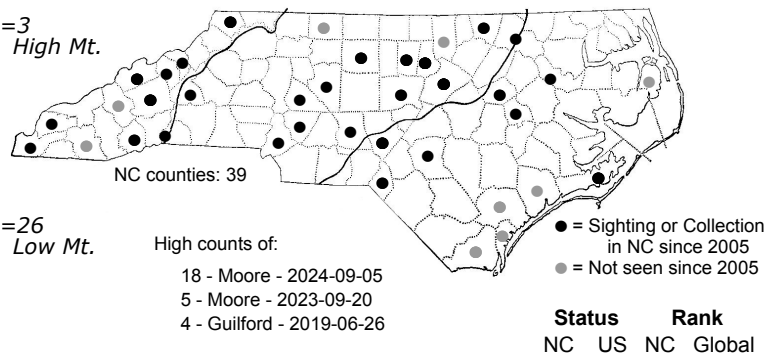 =3
High Mt.
NC counties: 39
=26
Low Mt.
High counts of:
18 - Moore - 2024-09-05
5 - Moore - 2023-09-20
4 - Guilford - 2019-06-26
● = Sighting or Collection
in NC since 2005
● = Not seen since 2005
Status Rank
NC US NC Global